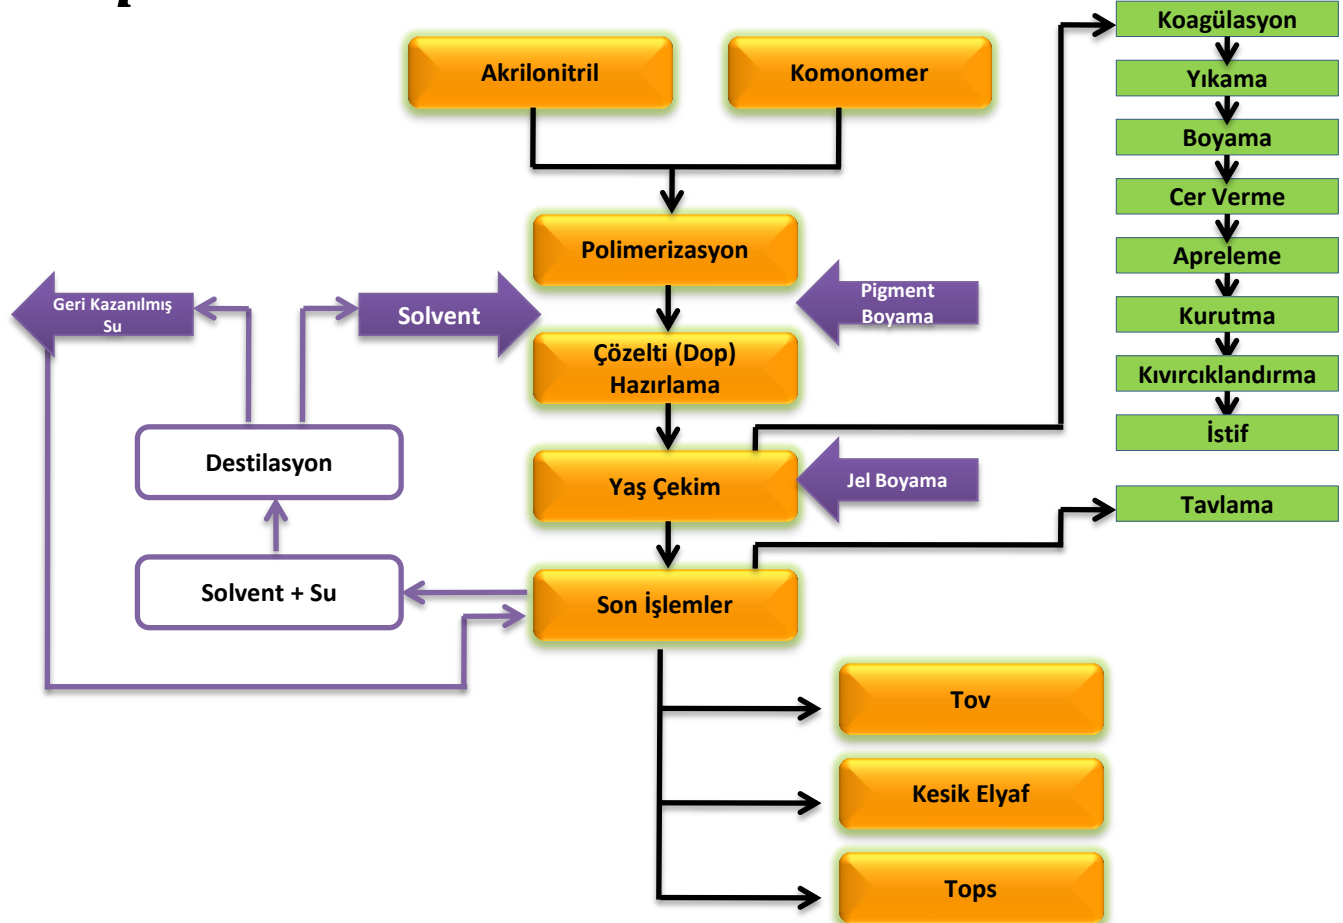 Akrilonitril
Komonomer
Polimerizasyon
Pigment
Boyama
Geri Kazanılmış
Su
Solvent
Çözelti (Dop)
Hazırlama
Destilasyon
Yaş Çekim
Jel Boyama
Solvent + Su
Son İşlemler
Tov
Kesik Elyaf
Tops
Koagülasyon
Yıkama
Boyama
Cer Verme
Apreleme
Kurutma
Kıvırcıklandırma
İstif
Tavlama